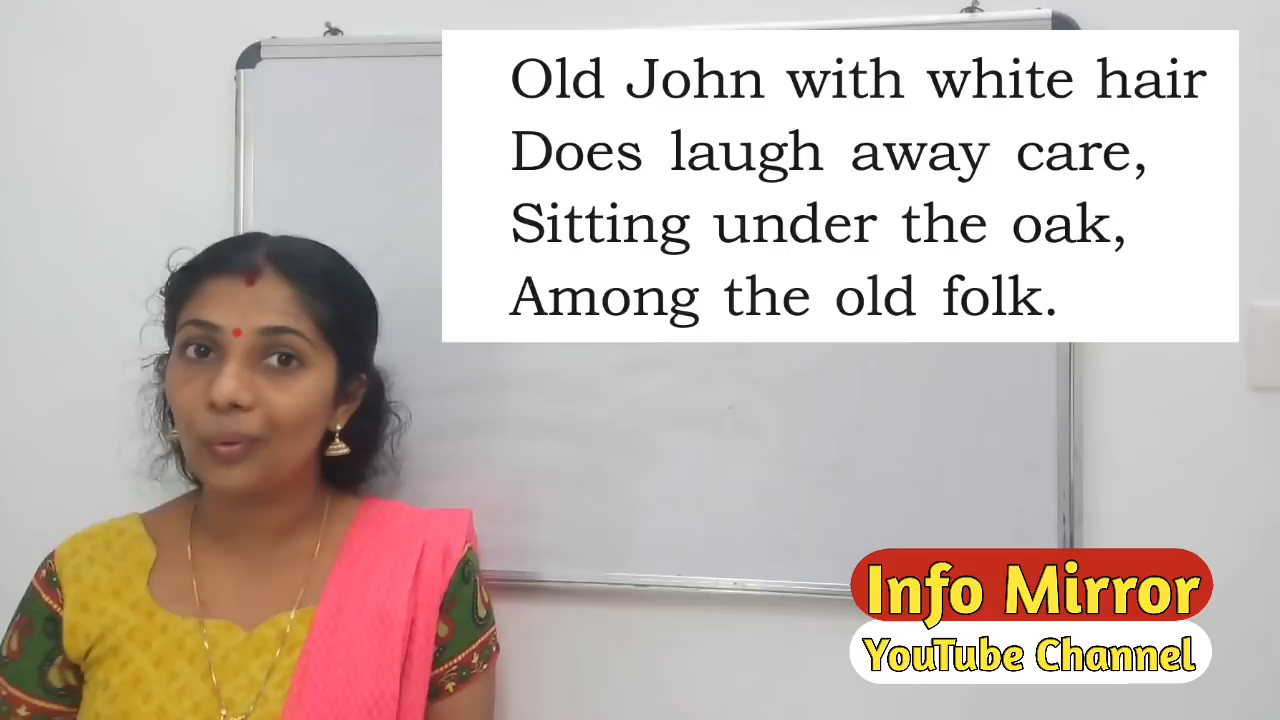 Old John with white hair
Does laugh away care,
Sitting under the oak,
Among the old folk.
Info Mirror
YouTube Channel